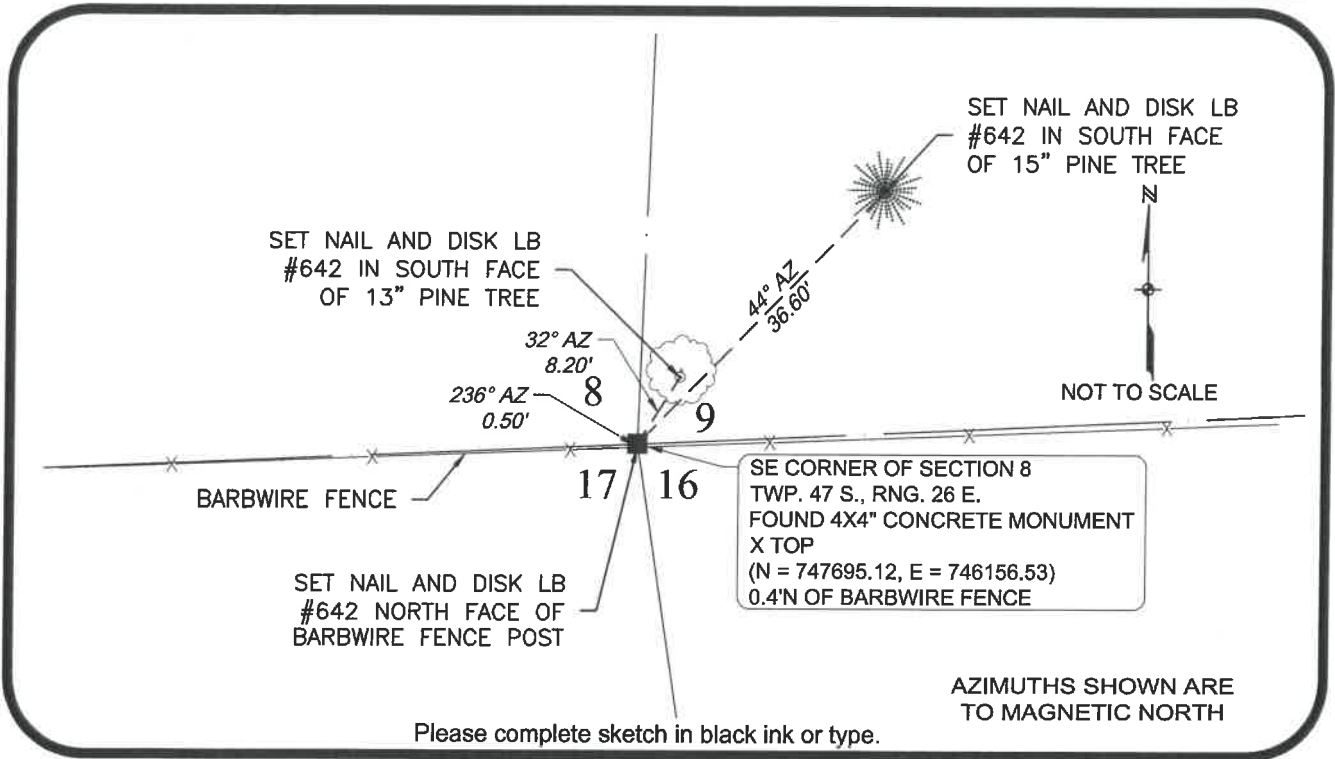 SET NAIL AND DISK LB
#642 IN SOUTH FACE
OF 15" PINE TREE
N
SET NAIL AND DISK LB
#642 IN SOUTH FACE
OF 13" PINE TREE
44° AZ
36.60'
32° AZ
8.20'
NOT TO SCALE
236° AZ
0.50'
8
9
BARBWIRE FENCE
17
16
SE CORNER OF SECTION 8
TWP. 47 S., RNG. 26 E.
FOUND 4X4" CONCRETE MONUMENT
X TOP
(N = 747695.12, E = 746156.53)
0.4'N OF BARBWIRE FENCE
SET NAIL AND DISK LB
#642 NORTH FACE OF
BARBWIRE FENCE POST
AZIMUTHS SHOWN ARE
TO MAGNETIC NORTH
Please complete sketch in black ink or type.